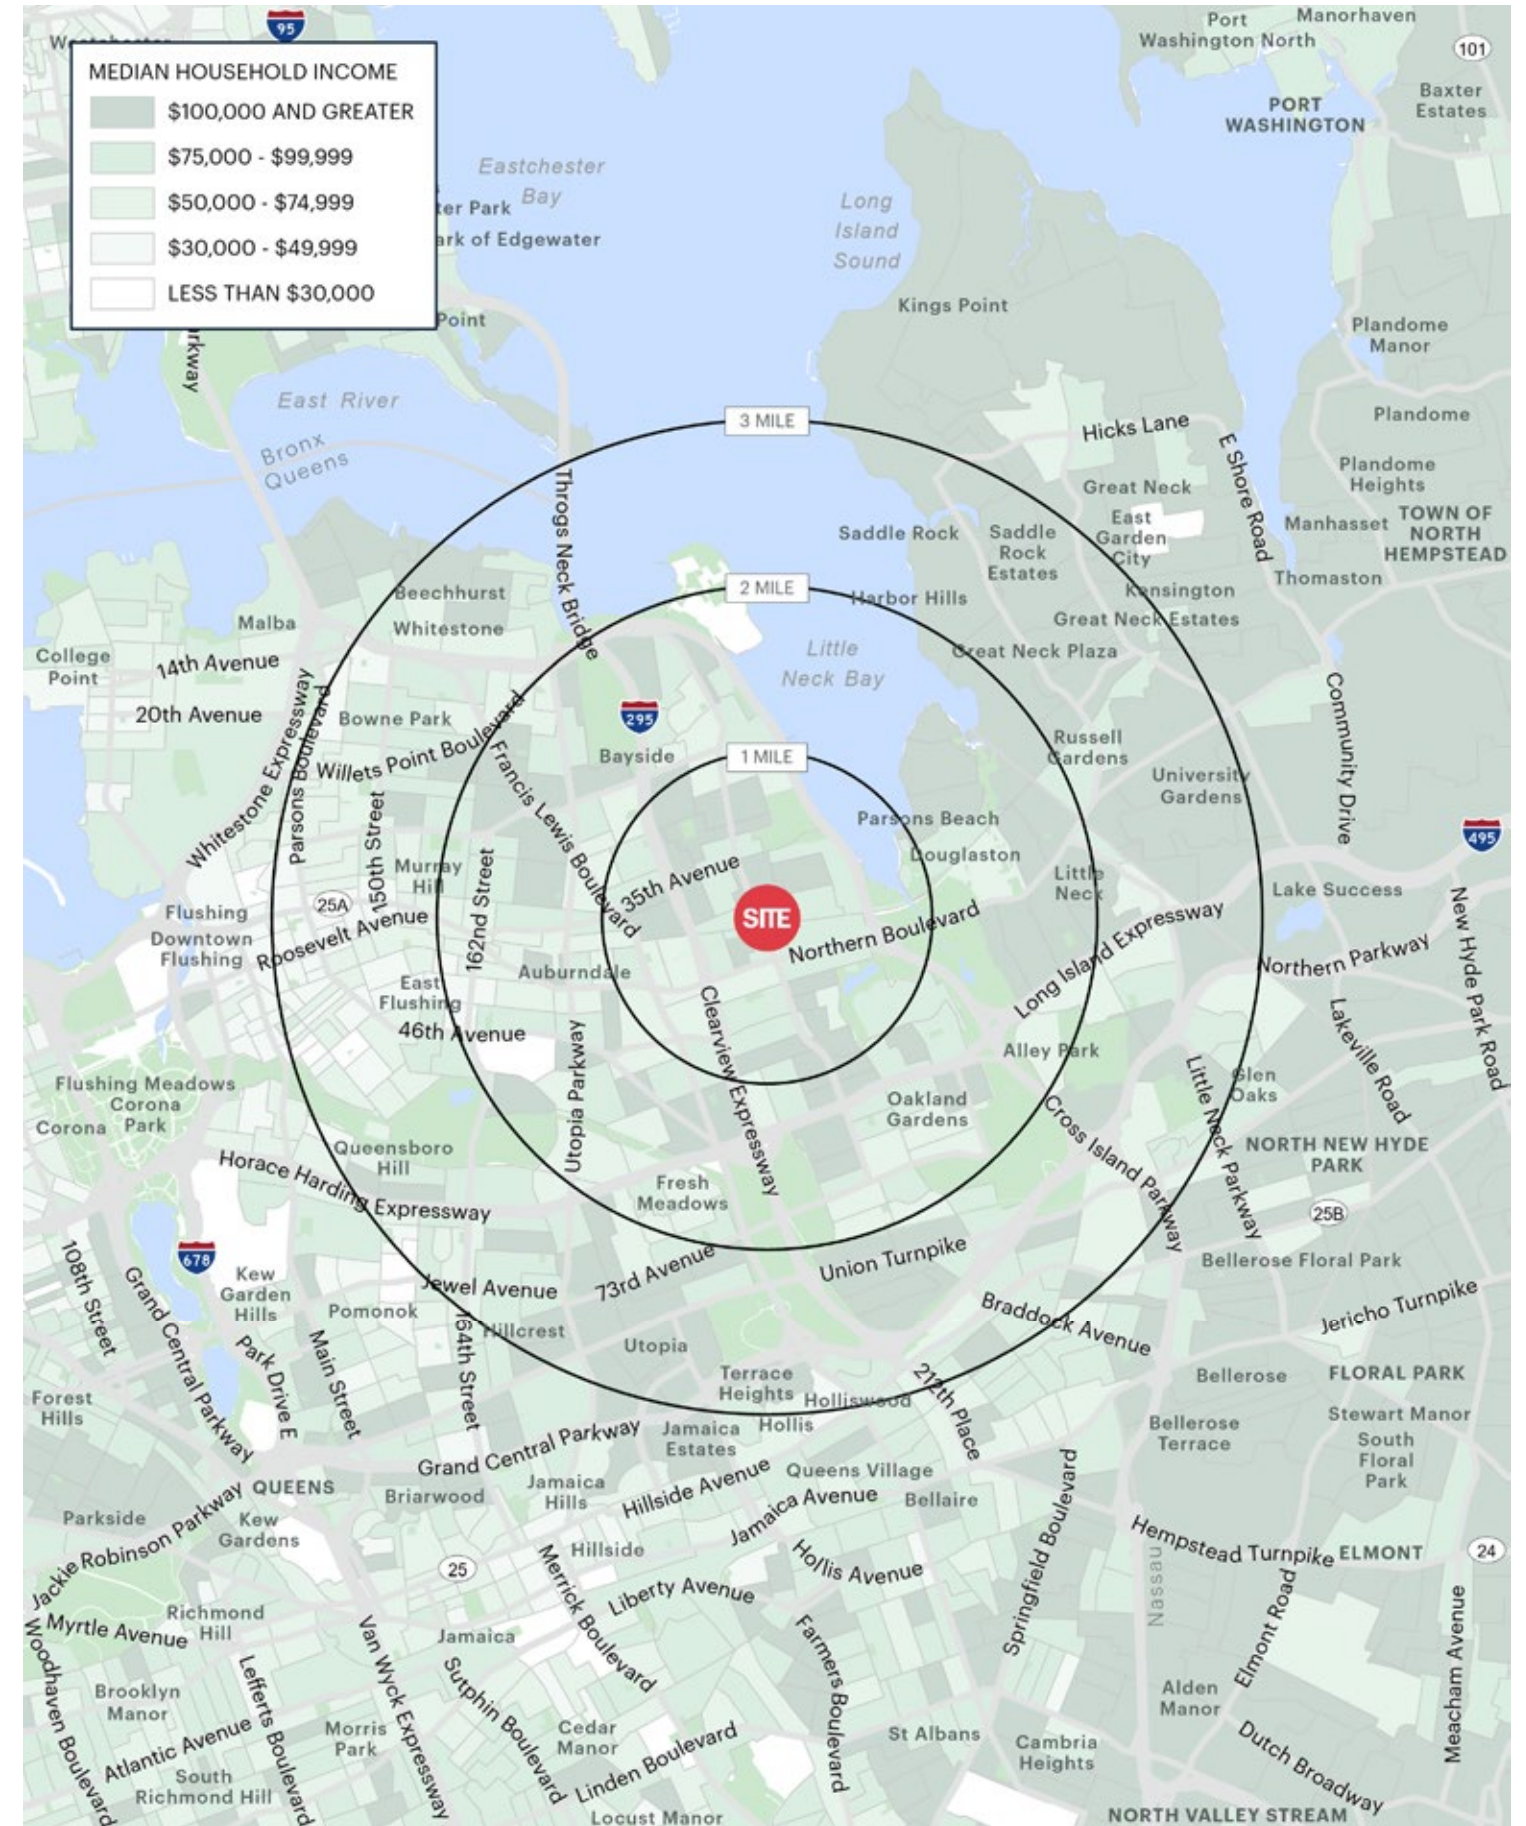 95
Port
Washington North
Manorhaven
101
MEDIAN HOUSEHOLD INCOME
$100,000 AND GREATER
$75,000 - $99,999
$50,000 - $74,999
$30,000 - $49,999
LESS THAN $30,000
Baxter
Estates
PORT
WASHINGTON
Eastchester
Bay
ter Park
ark of Edgewater
Long
Island
Sound
Kings Point
Point
rkway
Plandome
Manor
East River
Bronx
Queens
3 MILE
Hicks Lane
Plandome
E Shore Road
Plandome
Heights
Great Neck
Throgs Neck Bridge
Saddle Rock
Saddle
Rock
Estates
East
Garden
City
Manhasset
TOWN OF
NORTH
HEMPSTEAD
Thomaston
Beechhurst
2 MILE
Harbor Hills
Kensington
Malba
Whitestone
Great Neck Estates
College
Point
14th Avenue
Little
Neck Bay
Great Neck Plaza
20th Avenue
Whitestone Expressway
Parsons Boulevard
Bowne Park
Willets Point Boulevard
295
Community Drive
Bayside
1 MILE
Russell
Gardens
University
Gardens
Francis Lewis Boulevard
150th Street
Parsons Beach
495
Murray
Hill
162nd Street
35th Avenue
Douglaston
Little
Neck
Lake Success
25A
Flushing
Downtown
Flushing
Roosevelt Avenue
SITE
Northern Boulevard
Long Island Expressway
Northern Parkway
New Hyde Park Road
Auburndale
East
Flushing
46th Avenue
Clearview Expressway
Utopia Parkway
Alley Park
Lakeville Road
Little Neck Parkway
Glen
Oaks
Flushing Meadows
Corona
Park
Corona
Oakland
Gardens
Cross Island Parkway
Queensboro
Hill
NORTH NEW HYDE
PARK
Horace Harding Expressway
Fresh
Meadows
25B
678
108th Street
Grand Central Parkway
Kew
Garden
Hills
Jewel Avenue
73rd Avenue
Union Turnpike
Bellerose Floral Park
Pomonok
164th Street
Hillcrest
Braddock Avenue
Jericho Turnpike
Park Drive E
Main Street
Utopia
Terrace
Heights
Holliswood
212th Place
Bellerose
FLORAL PARK
Forest
Hills
Jamaica
Estates
Hollis
Bellerose
Terrace
Stewart Manor
South
Floral
Park
Grand Central Parkway
QUEENS
Briarwood
Jamaica
Hills
Hillside Avenue
Queens Village
Jamaica Avenue
Bellaire
Springfield Boulevard
Parkside
Jackie Robinson Parkway
Kew
Gardens
Hillside
Hollis Avenue
Hempstead Turnpike
ELMONT
24
25
Merrick Boulevard
Liberty Avenue
Nassau
Elmont Road
Meacham Avenue
Richmond
Hill
Myrtle Avenue
Woodhaven Boulevard
Van Wyck Expressway
Jamaica
Farmers Boulevard
Lefferts Boulevard
Sutphin Boulevard
Brooklyn
Manor
Alden
Manor
Atlantic Avenue
Morris
Park
Cedar
Manor
Linden Boulevard
St Albans
Cambria
Heights
Dutch Broadway
South
Richmond Hill
Locust Manor
NORTH VALLEY STREAM